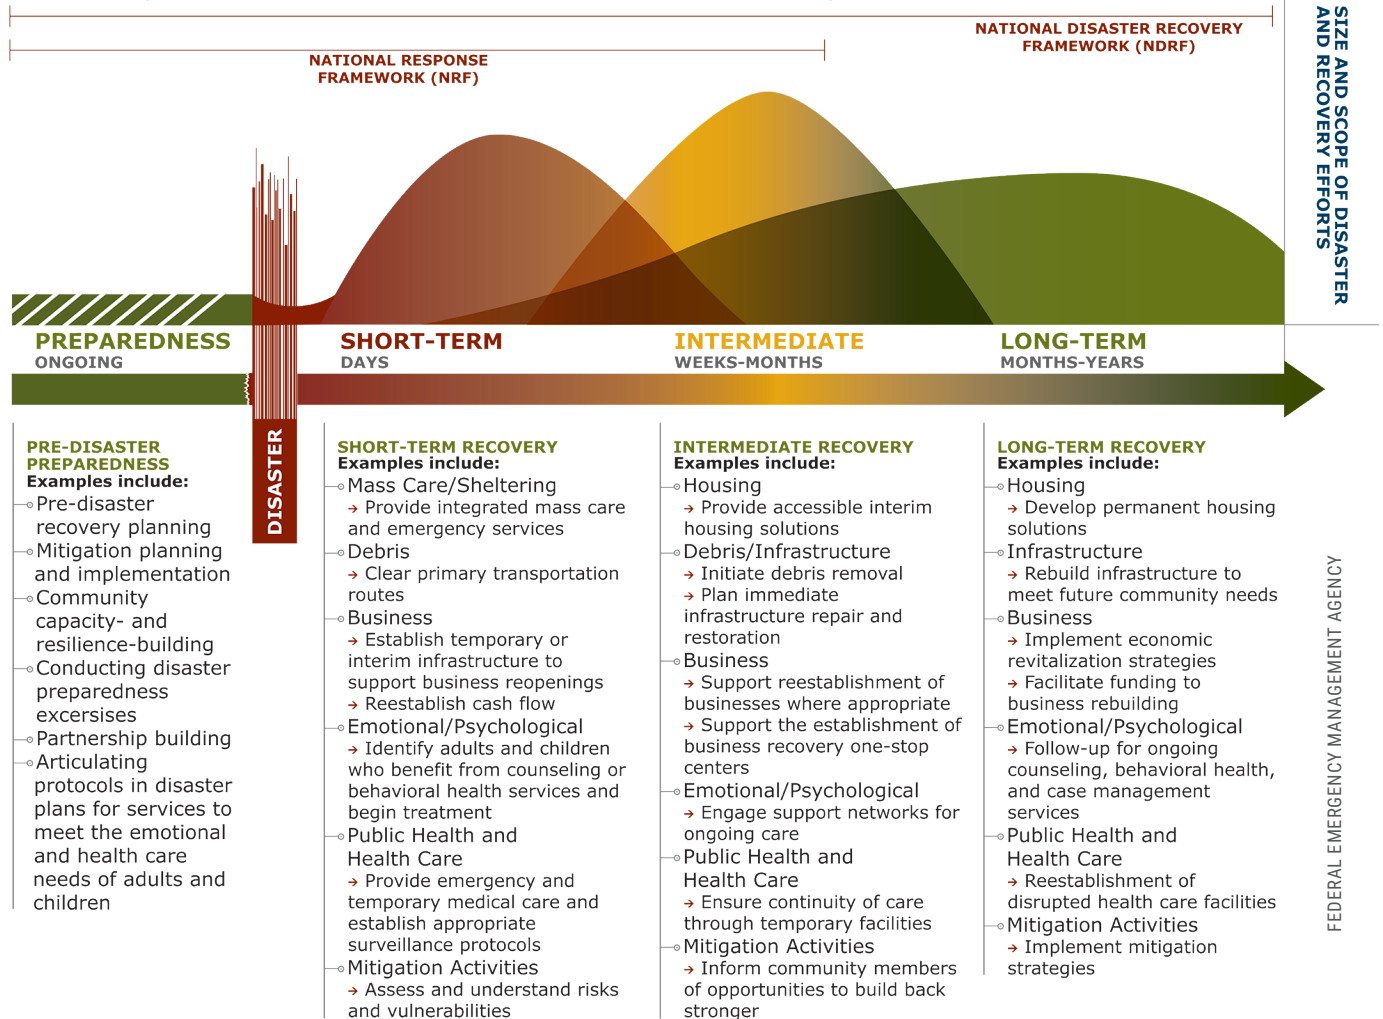 NATIONAL DISASTER RECOVERY
FRAMEWORK (NDRF)
NATIONAL RESPONSE
FRAMEWORK (NRF)
SIZE AND SCOPE OF DISASTER
AND RECOVERY EFFORTS
PREPAREDNESS
ONGOING
SHORT-TERM
DAYS
INTERMEDIATE
WEEKS-MONTHS
LONG-TERM
MONTHS-YEARS
DISASTER
PRE-DISASTER
PREPAREDNESS
Examples include:
Pre-disaster
recovery planning
Mitigation planning
and implementation
Community
capacity- and
resilience-building
Conducting disaster
preparedness
excersises
Partnership building
Articulating
protocols in disaster
plans for services to
meet the emotional
and health care
needs of adults and
children
SHORT-TERM RECOVERY
Examples include:
Mass Care/Sheltering
→ Provide integrated mass care
and emergency services
Debris
→ Clear primary transportation
routes
Business
→ Establish temporary or
interim infrastructure to
support business reopenings
→ Reestablish cash flow
Emotional/Psychological
→ Identify adults and children
who benefit from counseling or
behavioral health services and
begin treatment
Public Health and
Health Care
→ Provide emergency and
temporary medical care and
establish appropriate
surveillance protocols
Mitigation Activities
→ Assess and understand risks
and vulnerabilities
INTERMEDIATE RECOVERY
Examples include:
Housing
→ Provide accessible interim
housing solutions
Debris/Infrastructure
→ Initiate debris removal
→ Plan immediate
infrastructure repair and
restoration
Business
→ Support reestablishment of
businesses where appropriate
→ Support the establishment of
business recovery one-stop
centers
Emotional/Psychological
→ Engage support networks for
ongoing care
Public Health and
Health Care
→ Ensure continuity of care
through temporary facilities
Mitigation Activities
→ Inform community members
of opportunities to build back
stronger
LONG-TERM RECOVERY
Examples include:
Housing
→ Develop permanent housing
solutions
Infrastructure
→ Rebuild infrastructure to
meet future community needs
Business
→ Implement economic
revitalization strategies
→ Facilitate funding to
business rebuilding
Emotional/Psychological
→ Follow-up for ongoing
counseling, behavioral health,
and case management
services
Public Health and
Health Care
→ Reestablishment of
disrupted health care facilities
Mitigation Activities
→ Implement mitigation
strategies
FEDERAL EMERGENCY MANAGEMENT AGENCY